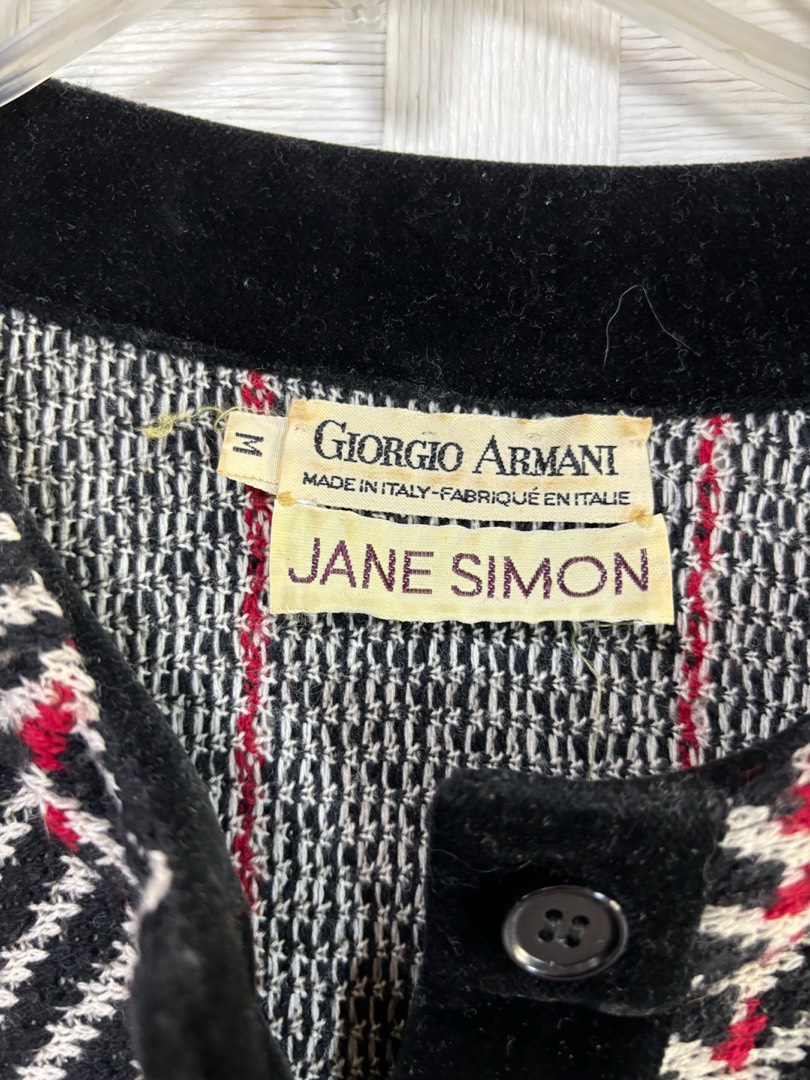 M
GIORGIO ARMANI
MADE IN ITALY-FABRIQUÉ EN ITALIE
JANE SIMON